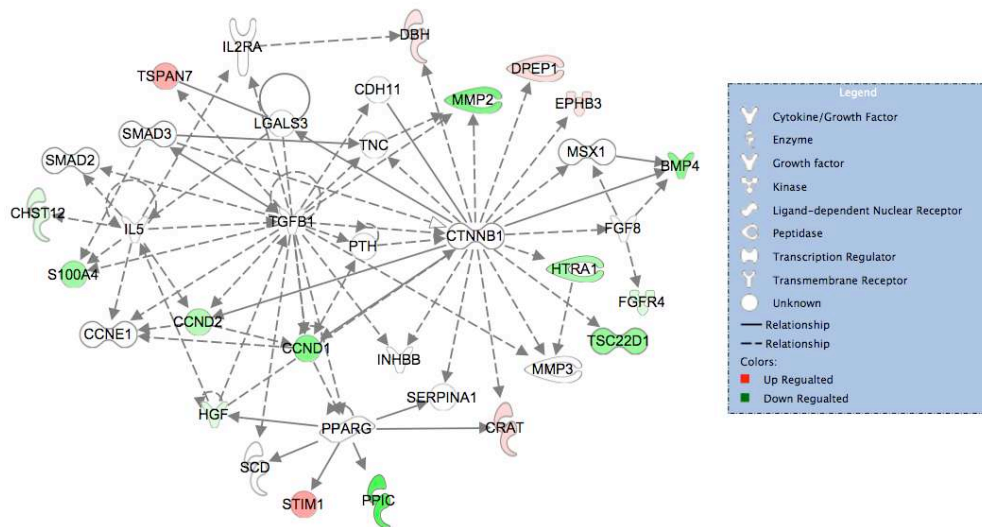 IL2RA
DBH
TSPAN7
DPEP1
CDH11
MMP2
EPHB3
LGALS3
SMAD3
TNC
MSX1
SMAD2
BMP4
CHST12
IL5
TGFB1
PTH
CTNNB1
FGF8
S100A4
HTRA1
FGFR4
CCND2
CCNE1
CCND1
INHBB
TSC22D1
MMP3
SERPINA1
HGF
PPARG
CRAT
SCD
STIM1
PPIC
Legend
Cytokine/Growth Factor
Enzyme
Growth factor
Kinase
Ligand-dependent Nuclear Receptor
Peptidase
Transcription Regulator
Transmembrane Receptor
Unknown
Relationship
Relationship
Colors:
Up Regualted
Down Regualted